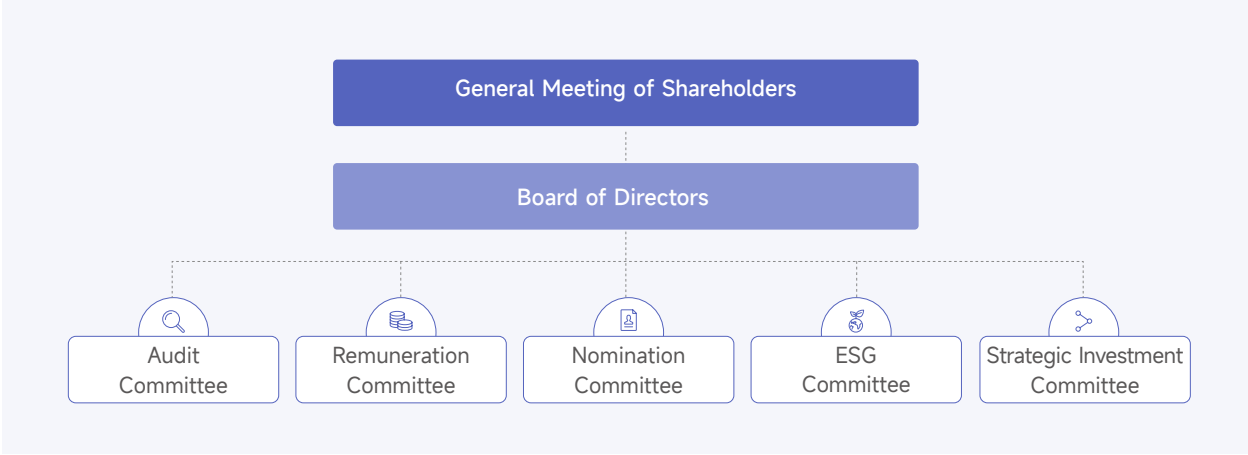 General Meeting of Shareholders
Board of Directors
Audit
Committee
Remuneration
Committee
Nomination
Committee
ESG
Committee
Strategic Investment
Committee